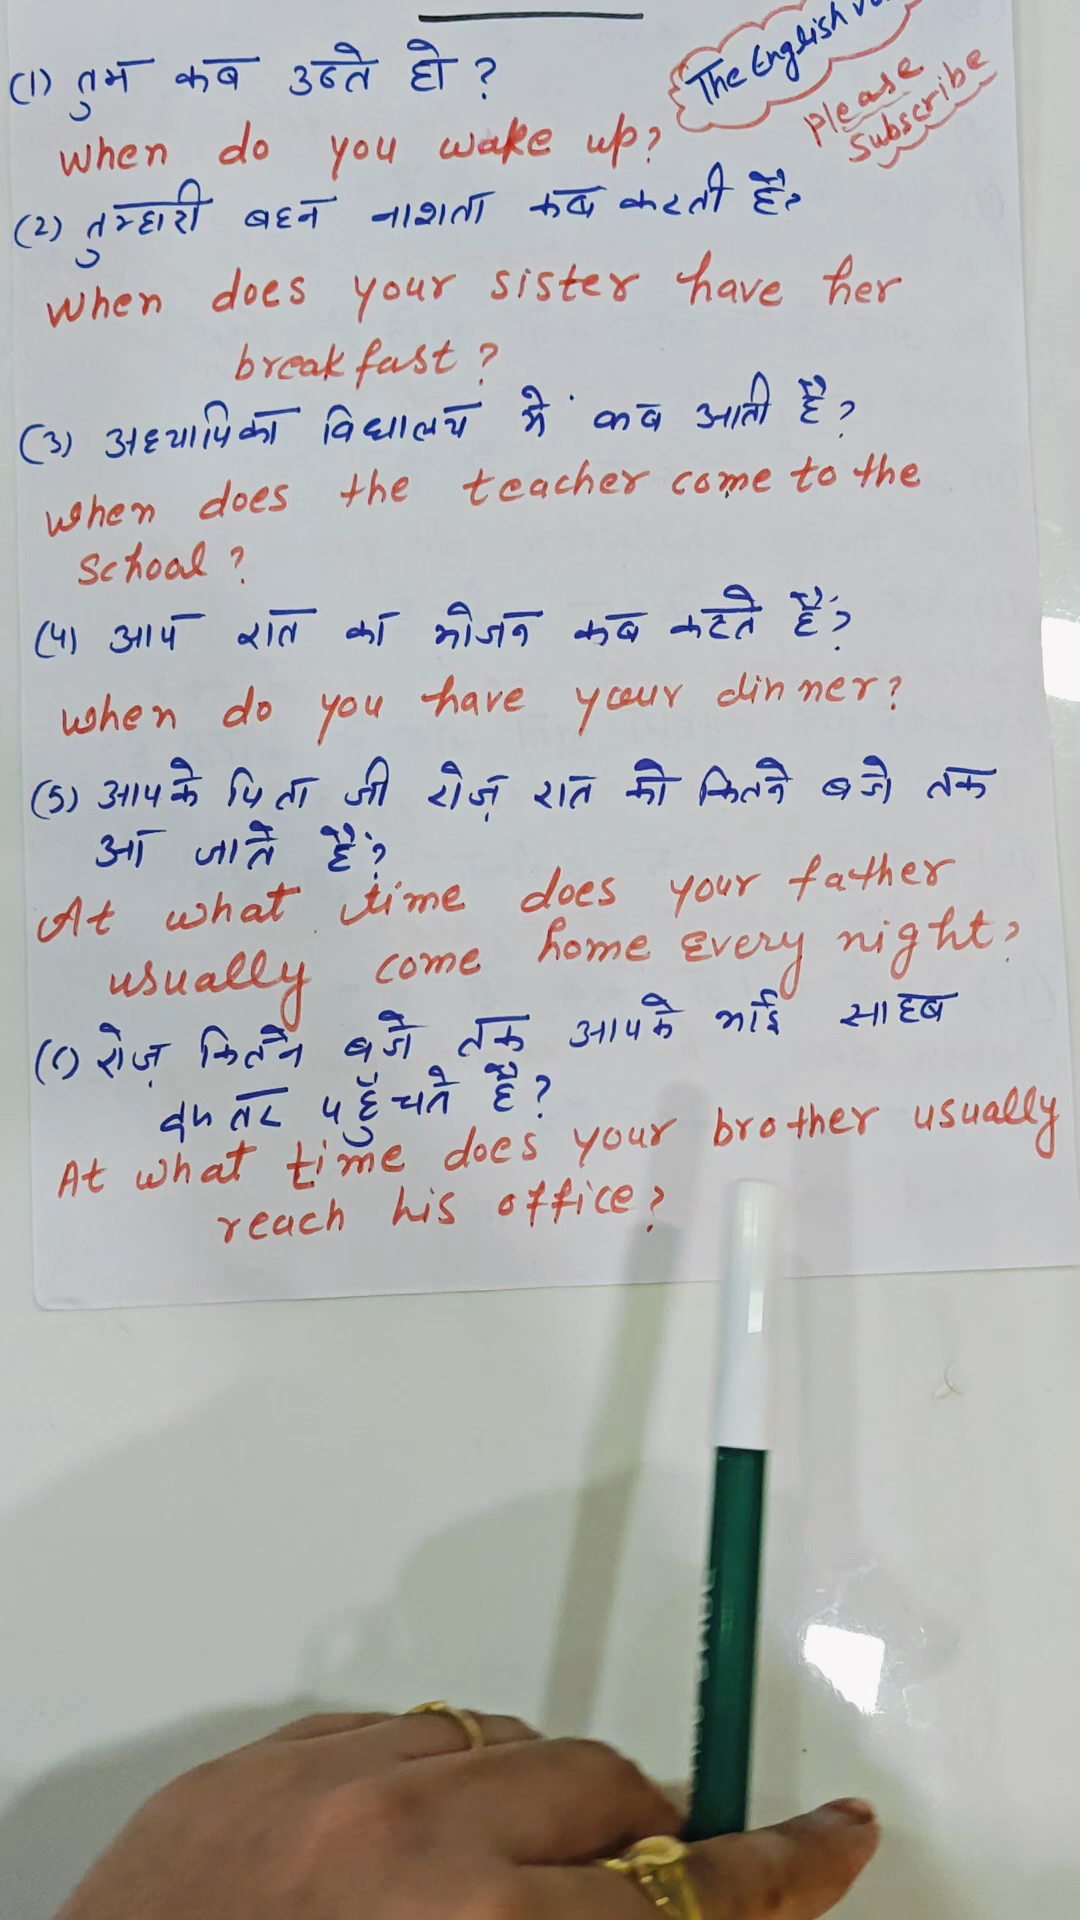 The English
Please
Subscribe
(1) तुम कब उठते हो ?
When do you wake up?
(2) तुम्हारी बहन नाशता कब करती है?
When does your sister have her
breakfast ?
(3) अध्यापिका विद्यालय में कब आती है?
When does the teacher come to the
school ?
(4) आप रात का भोजन कब करते हैं?
When do you have your dinner?
(5) आपके पिता जी रोज़ रात को कितने बजे तक
आ जाते हैं?
At what time does your father
usually come home every night?
रोज़ कितने बजे तक आपके भाई साहब
दफ्तर पहुँचते हैं?
At what time does your brother usually
reach his office?